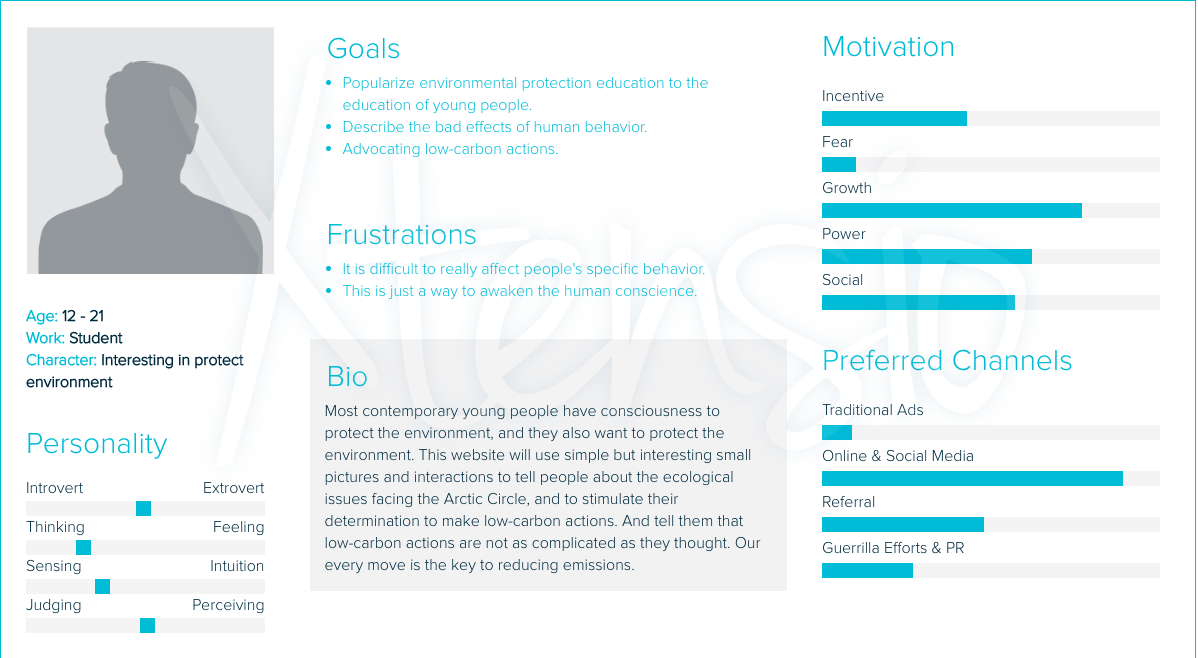 Age: 12 - 21
Work: Student
Character: Interesting in protect
environment
Personality
Introvert Extrovert
Thinking Feeling
Sensing Intuition
Judging Perceiving
Goals
• Popularize environmental protection education to the
education of young people.
• Describe the bad effects of human behavior.
• Advocating low-carbon actions.
Frustrations
• It is difficult to really affect people's specific behavior.
• This is just a way to awaken the human conscience.
Bio
Most contemporary young people have consciousness to
protect the environment, and they also want to protect the
environment. This website will use simple but interesting small
pictures and interactions to tell people about the ecological
issues facing the Arctic Circle, and to stimulate their
determination to make low-carbon actions. And tell them that
low-carbon actions are not as complicated as they thought. Our
every move is the key to reducing emissions.
Motivation
Incentive
Fear
Growth
Power
Social
Preferred Channels
Traditional Ads
Online & Social Media
Referral
Guerrilla Efforts & PR
Xtensio